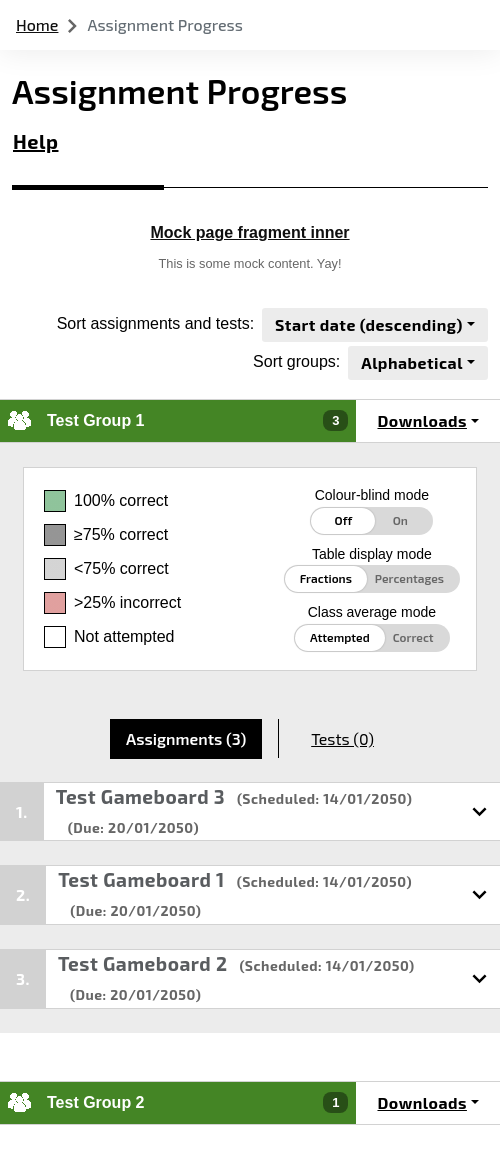 Home Assignment Progress
Assignment Progress
Help
Mock page fragment inner
This is some mock content. Yay!
Sort assignments and tests: Start date (descending)
Sort groups: Alphabetical
Test Group 1 3 Downloads
100% correct
≥75% correct
<75% correct
>25% incorrect
Not attempted
Colour-blind mode
Off On
Table display mode
Fractions Percentages
Class average mode
Attempted Correct
Assignments (3) Tests (0)
1. Test Gameboard 3 (Scheduled: 14/01/2050)
(Due: 20/01/2050)
2. Test Gameboard 1 (Scheduled: 14/01/2050)
(Due: 20/01/2050)
3. Test Gameboard 2 (Scheduled: 14/01/2050)
(Due: 20/01/2050)
Test Group 2 1 Downloads